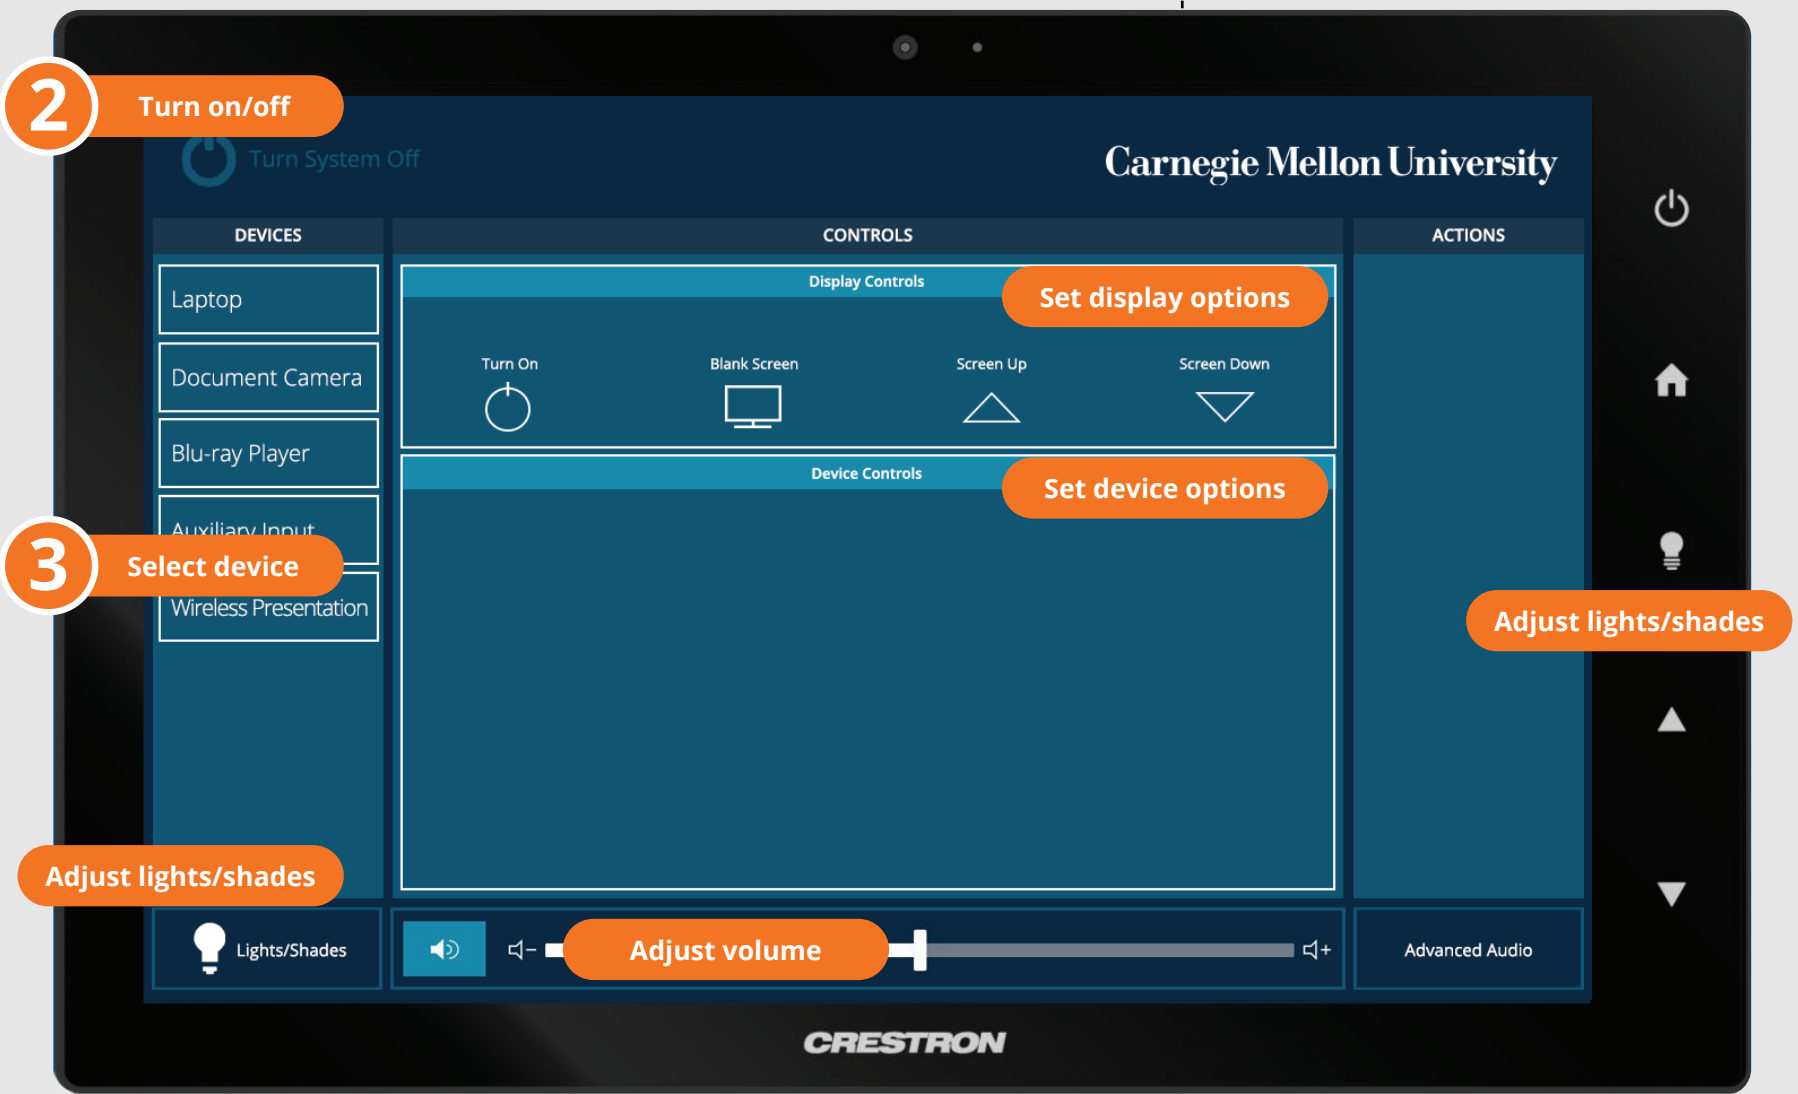 2
Turn on/off
Turn System Off
Carnegie Mellon University
DEVICES
CONTROLS
ACTIONS
Laptop
Document Camera
Blu-ray Player
Auxiliary Input
3
Select device
Wireless Presentation
Display Controls
Set display options
Turn On
Blank Screen
Screen Up
Screen Down
Device Controls
Set device options
Adjust lights/shades
Adjust lights/shades
Lights/Shades
Adjust volume
Advanced Audio
CRESTRON